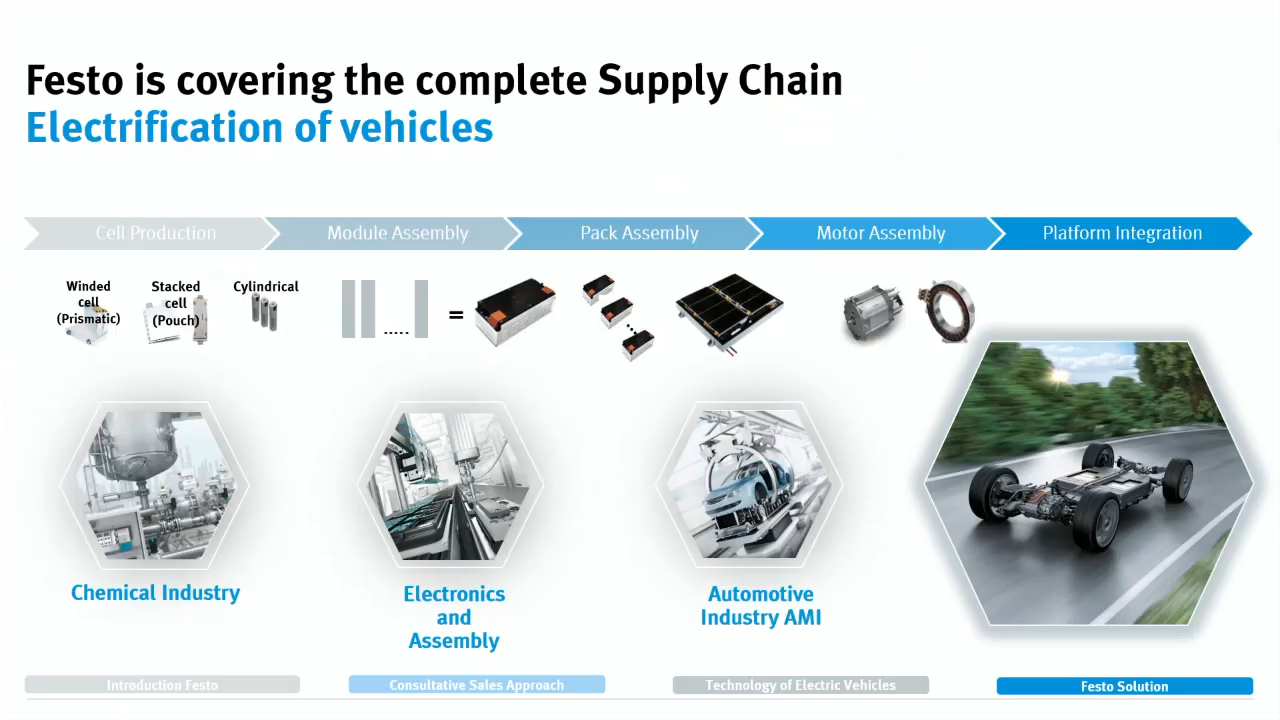 Festo is covering the complete Supply Chain
Electrification of vehicles
Cell Production
Module Assembly
Pack Assembly
Motor Assembly
Platform Integration
Winded
cell
(Prismatic)
Stacked
cell
(Pouch)
Cylindrical
.....
=
Chemical Industry
Electronics
and
Assembly
Automotive
Industry AMI
Introduction Festo
Consultative Sales Approach
Technology of Electric Vehicles
Festo Solution